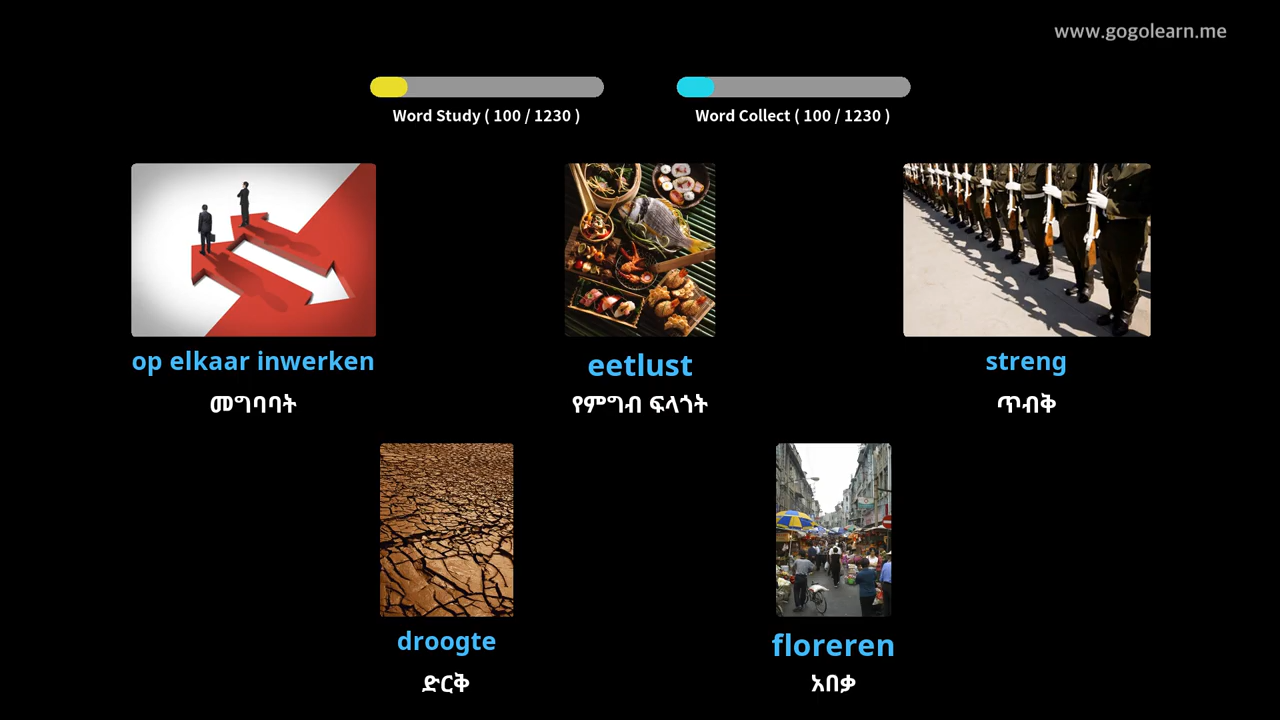 www.gogolearn.me
Word Study ( 100 / 1230 )
Word Collect ( 100 / 1230 )
op elkaar inwerken
eetlust
streng
መግባባት
የምግብ ፍላጎት
ጥብቅ
droogte
floreren
ድርቅ
አበቃ